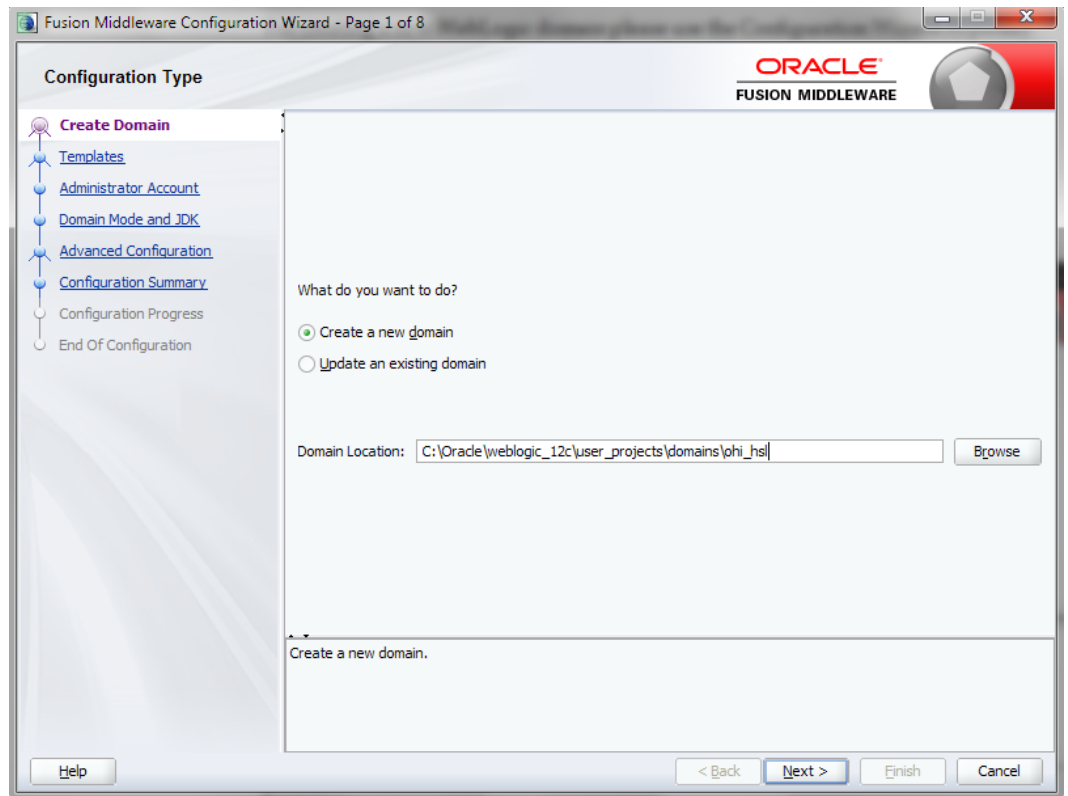 Fusion Middleware Configuration Wizard - Page 1 of 8
Configuration Type
ORACLE
FUSION MIDDLEWARE
Create Domain
Templates
Administrator Account
Domain Mode and JDK
Advanced Configuration
Configuration Summary
Configuration Progress
End Of Configuration
What do you want to do?
Create a new domain
Update an existing domain
Domain Location: C:\Oracle\weblogic_12c\user_projects\domains\ohi_hsl Browse
Create a new domain.
Help < Back Next > Finish Cancel